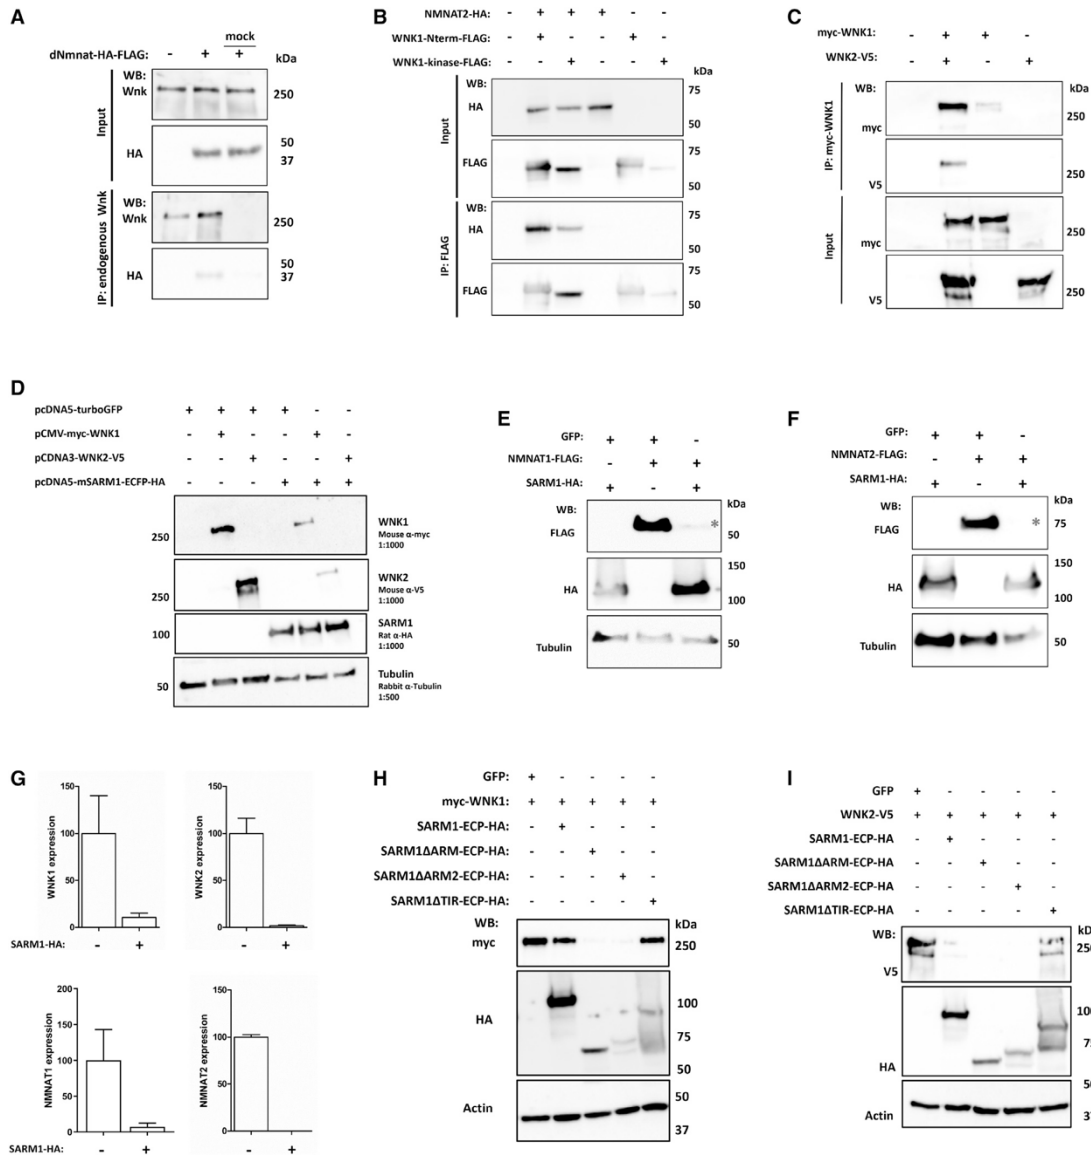 A
mock
dNmnat-HA-FLAG: - + +
kDa
WB:
Wnk
250
Input
HA
50
37
WB:
Wnk
250
IP: endogenous Wnk
HA
50
37
B
NMNAT2-HA: - + + + - -
WNK1-Nterm-FLAG: - + - - + -
WNK1-kinase-FLAG: - - + - - +
kDa
WB:
75
HA
50
Input
75
FLAG
50
WB:
75
HA
50
IP: FLAG
75
FLAG
50
C
myc-WNK1: - + + -
WNK2-V5: - + - +
kDa
WB:
250
myc
IP: myc-WNK1
250
V5
250
myc
Input
250
V5
D
pcDNA5-turboGFP + + + + - -
pCMV-myc-WNK1 - + - - + -
pCDNA3-WNK2-V5 - - + - - +
pcDNA5-mSARM1-ECFP-HA - - - + + +
250
WNK1
Mouse α-myc
1:1000
250
WNK2
Mouse α-V5
1:1000
100
SARM1
Rat α-HA
1:1000
50
Tubulin
Rabbit α-Tubulin
1:500
E
GFP: + + -
NMNAT1-FLAG: - + +
SARM1-HA: + - +
kDa
WB:
FLAG
*
50
150
HA
100
Tubulin
50
F
GFP: + + -
NMNAT2-FLAG: - + +
SARM1-HA: + - +
kDa
WB:
FLAG
*
75
150
HA
100
Tubulin
50
G
WNK1 expression
150
100
50
0
SARM1-HA: - +
WNK2 expression
150
100
50
0
- +
NMNAT1 expression
200
150
100
50
0
SARM1-HA: - +
NMNAT2 expression
150
100
50
0
- +
H
GFP: + - - - -
myc-WNK1: + + + + +
SARM1-ECP-HA: - + - - -
SARM1ΔARM-ECP-HA: - - + - -
SARM1ΔARM2-ECP-HA: - - - + -
SARM1ΔTIR-ECP-HA: - - - - +
WB:
kDa
myc
250
HA
100
75
50
Actin
50
37
I
GFP + - - - -
WNK2-V5 + + + + +
SARM1-ECP-HA - + - - -
SARM1ΔARM-ECP-HA - - + - -
SARM1ΔARM2-ECP-HA - - - + -
SARM1ΔTIR-ECP-HA - - - - +
WB:
V5
250
HA
75
Actin